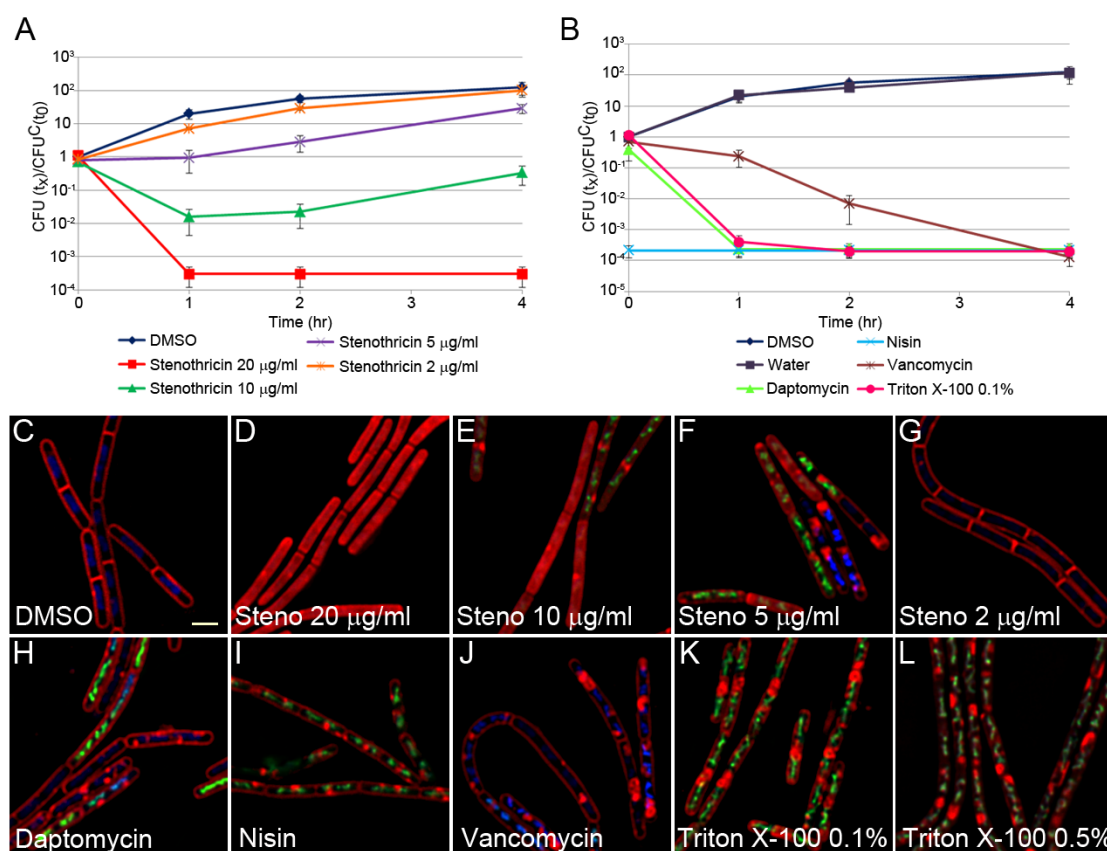 A
CFU (tx)/CFUC(t0)
10³
10²
10
1
10⁻¹
10⁻²
10⁻³
10⁻⁴
0
1
2
3
4
Time (hr)
DMSO
Stenothricin 20 µg/ml
Stenothricin 10 µg/ml
Stenothricin 5 µg/ml
Stenothricin 2 µg/ml
B
CFU (tx)/CFUC(t0)
10³
10²
10
1
10⁻¹
10⁻²
10⁻³
10⁻⁴
10⁻⁵
0
1
2
3
4
Time (hr)
DMSO
Water
Daptomycin
Nisin
Vancomycin
Triton X-100 0.1%
C
DMSO
D
Steno 20 µg/ml
E
Steno 10 µg/ml
F
Steno 5 µg/ml
G
Steno 2 µg/ml
H
Daptomycin
I
Nisin
J
Vancomycin
K
Triton X-100 0.1%
L
Triton X-100 0.5%